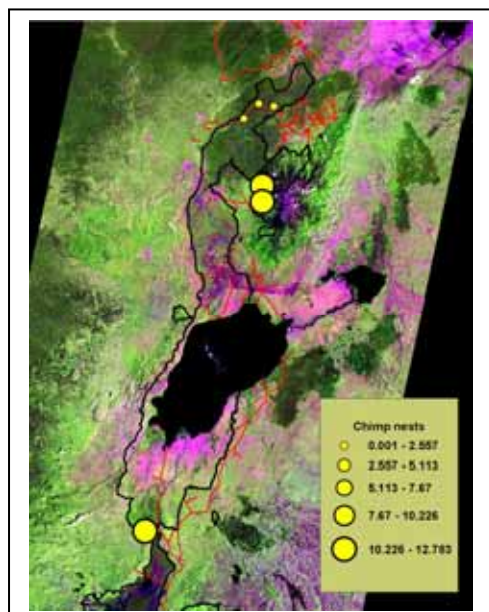 Chimp nests
0.001 - 2.557
2.557 - 5.113
5.113 - 7.67
7.67 - 10.226
10.226 - 12.783